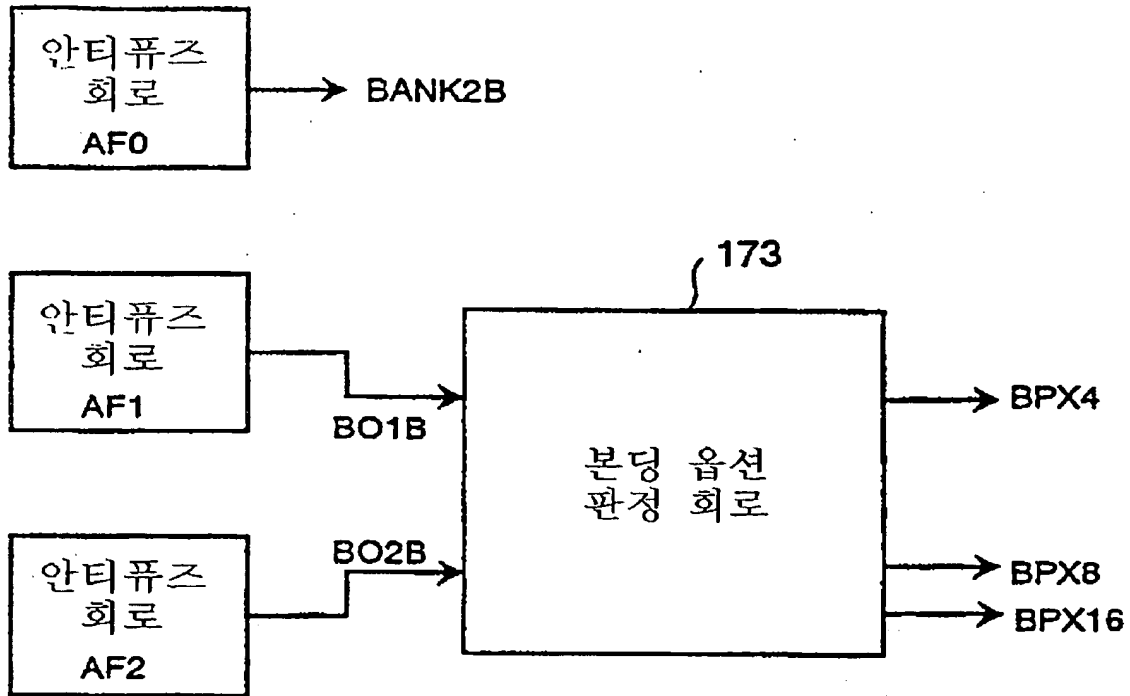 안티퓨즈
회로
AF0
BANK2B
173
안티퓨즈
회로
AF1
BO1B
BPX4
본딩 옵션
판정 회로
안티퓨즈
회로
AF2
BO2B
BPX8
BPX16